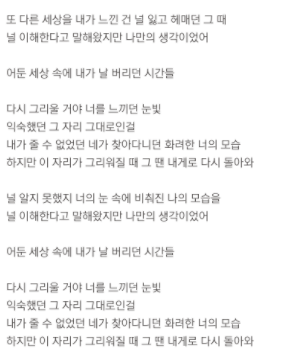 또 다른 세상을 내가 느낀 건 널 잃고 헤매던 그 때
널 이해한다고 말해왔지만 나만의 생각이었어
어둔 세상 속에 내가 날 버리던 시간들
다시 그리울 거야 너를 느끼던 눈빛
익숙했던 그 자리 그대로인걸
내가 줄 수 없었던 네가 찾아다니던 화려한 너의 모습
하지만 이 자리가 그리워질 때 그 땐 내게로 다시 돌아와
널 알지 못했지 너의 눈 속에 비춰진 나의 모습을
널 이해한다고 말해왔지만 나만의 생각이었어
어둔 세상 속에 내가 날 버리던 시간들
다시 그리울 거야 너를 느끼던 눈빛
익숙했던 그 자리 그대로인걸
내가 줄 수 없었던 네가 찾아다니던 화려한 너의 모습
하지만 이 자리가 그리워질 때 그 땐 내게로 다시 돌아와